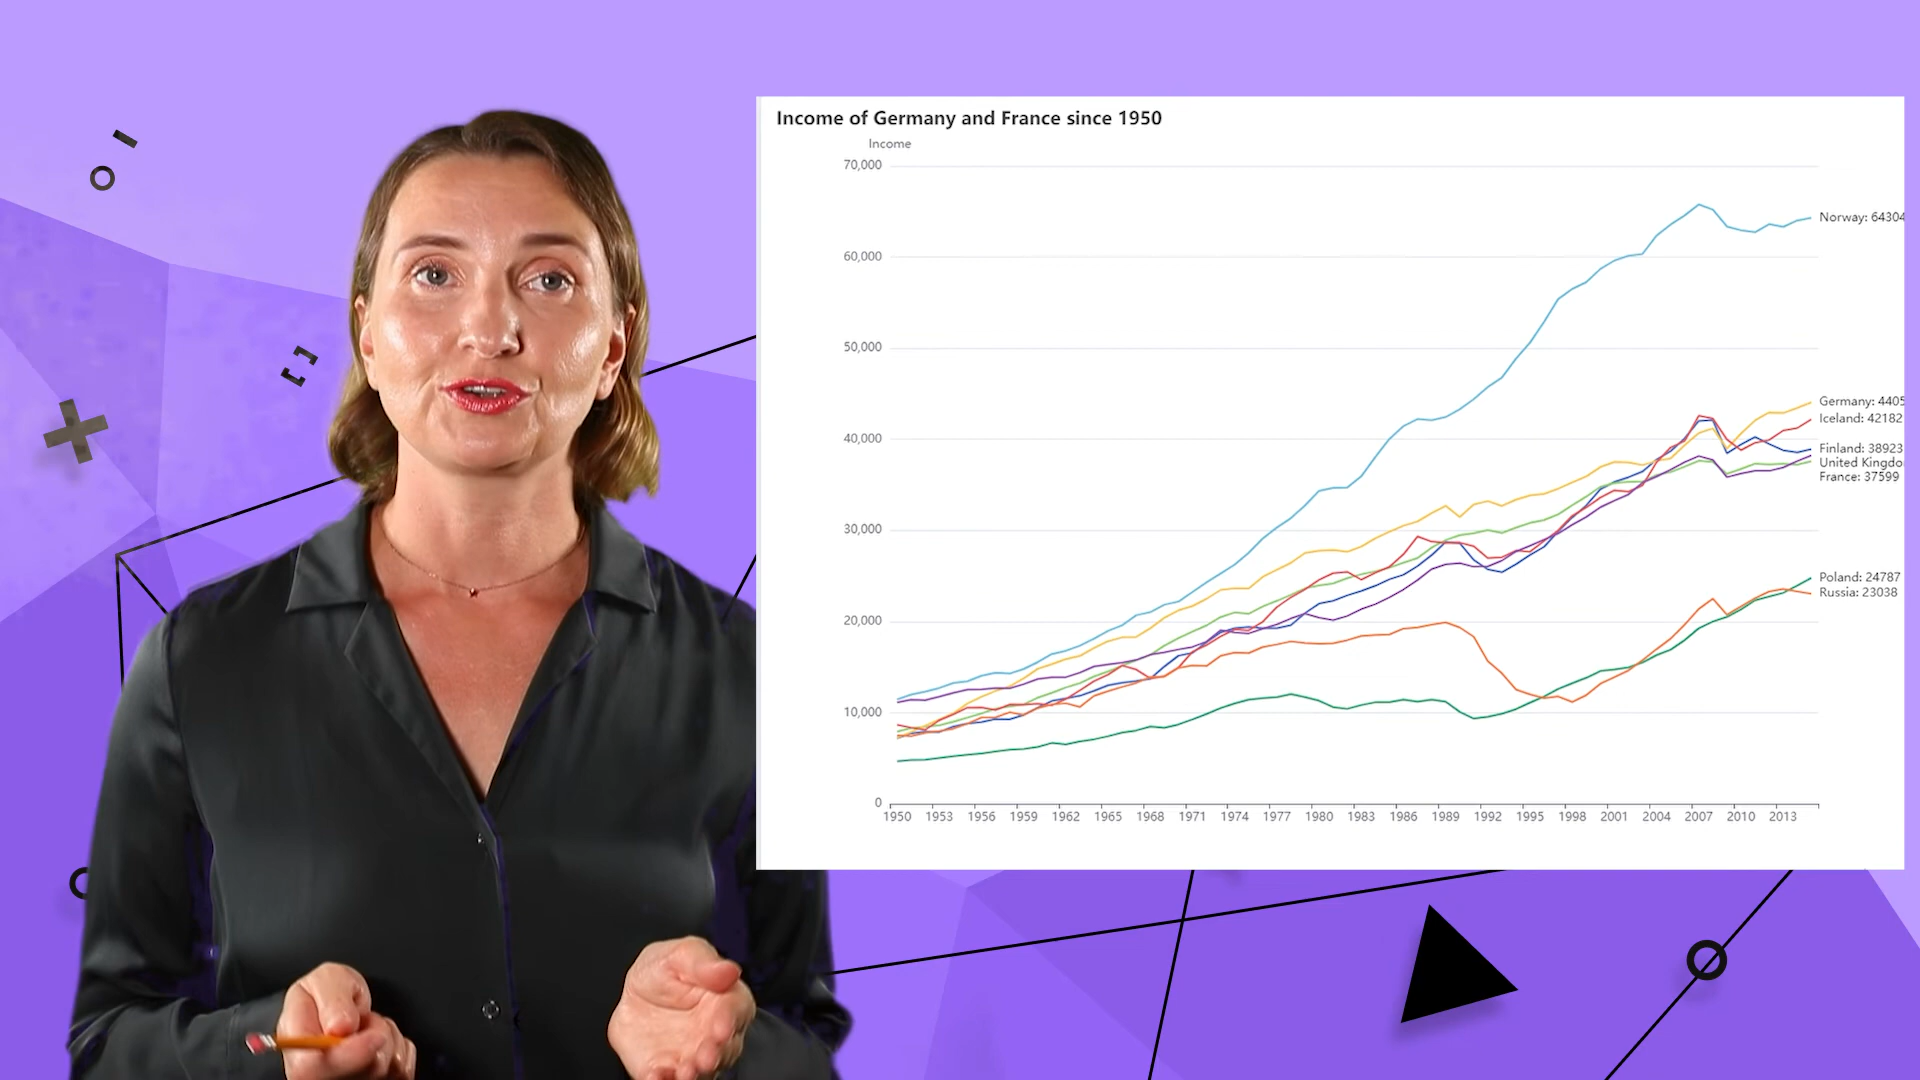 Income of Germany and France since 1950
Income
70,000
60,000
50,000
40,000
30,000
20,000
10,000
0
Norway: 64304
Germany: 4405
Iceland: 42182
Finland: 38923
United Kingdo
France: 37599
Poland: 24787
Russia: 23038
1950 1953 1956 1959 1962 1965 1968 1971 1974 1977 1980 1983 1986 1989 1992 1995 1998 2001 2004 2007 2010 2013